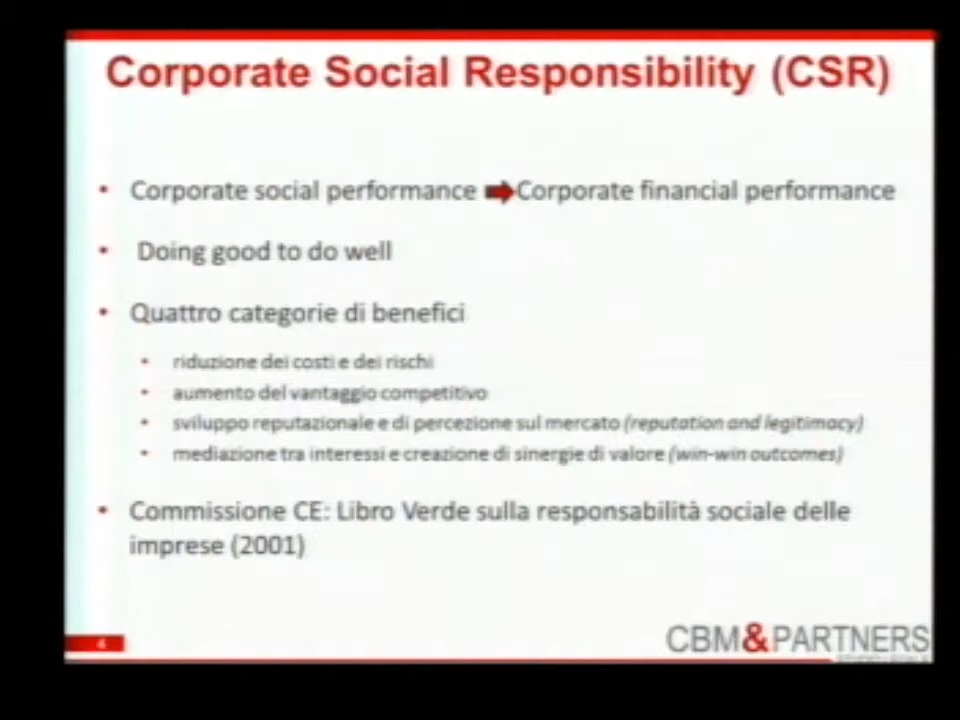 Corporate Social Responsibility (CSR)
• Corporate social performance ➡ Corporate financial performance
• Doing good to do well
• Quattro categorie di benefici
• riduzione dei costi e dei rischi
• aumento del vantaggio competitivo
• sviluppo reputazionale e di percezione sul mercato (reputation and legitimacy)
• mediazione tra interessi e creazione di sinergie di valore (win-win outcomes)
• Commissione CE: Libro Verde sulla responsabilità sociale delle
imprese (2001)
4
CBM&PARTNERS